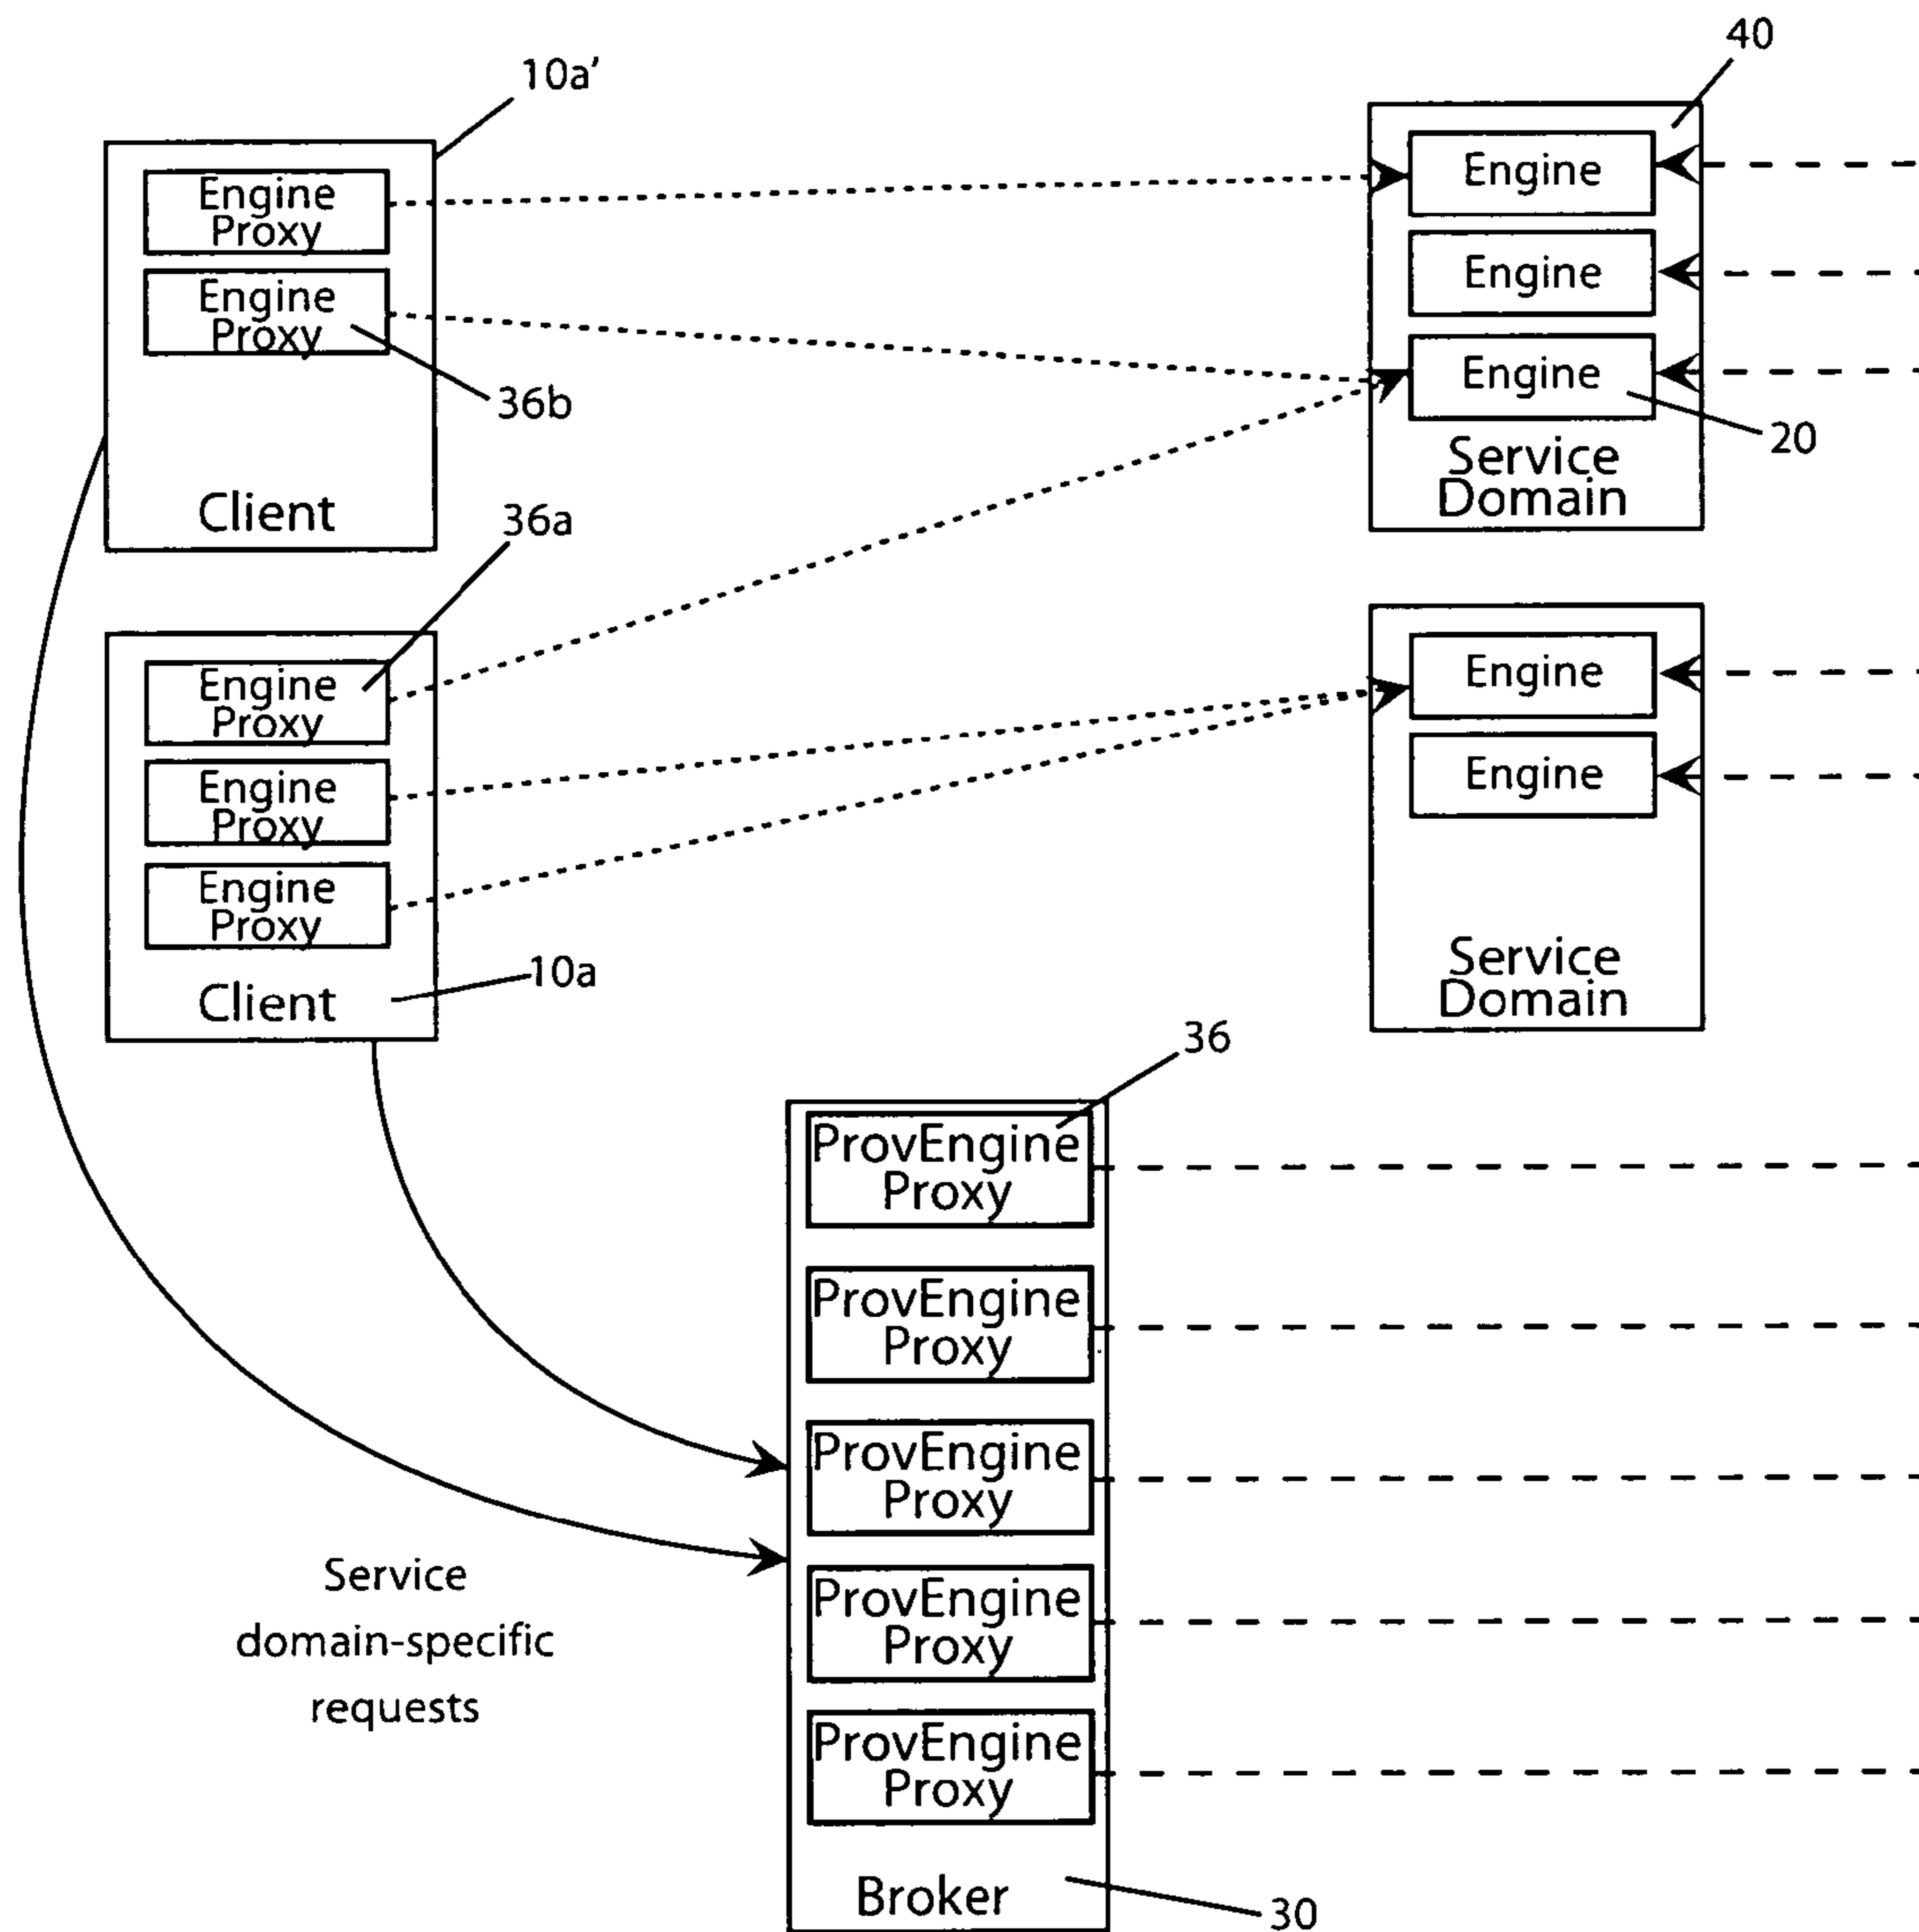 40
10a'
Engine
Proxy
Engine
Proxy
36b
Client
Engine
Engine
Engine
20
Service
Domain
36a
Engine
Proxy
Engine
Proxy
Engine
Proxy
10a
Client
Engine
Engine
Service
Domain
36
ProvEngine
Proxy
ProvEngine
Proxy
ProvEngine
Proxy
ProvEngine
Proxy
ProvEngine
Proxy
Broker
30
Service
domain-specific
requests